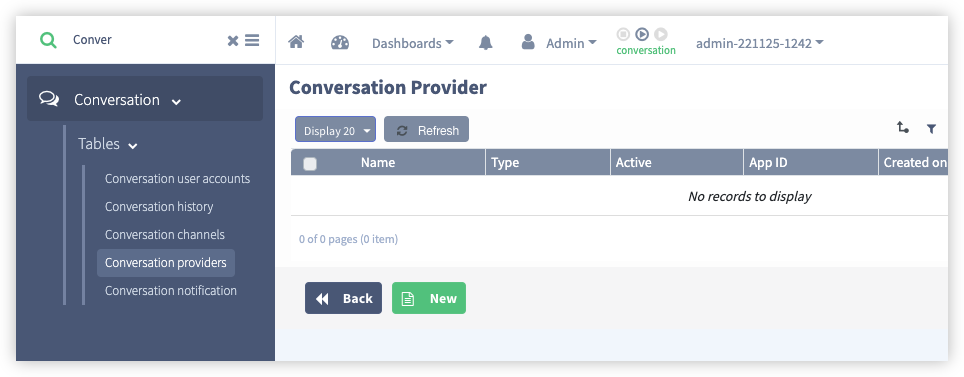 Conver
Dashboards
Admin
conversation
admin-221125-1242
Conversation
Tables
Conversation user accounts
Conversation history
Conversation channels
Conversation providers
Conversation notification
Conversation Provider
Display 20
Refresh
Name Type Active App ID Created on
No records to display
0 of 0 pages (0 item)
Back
New